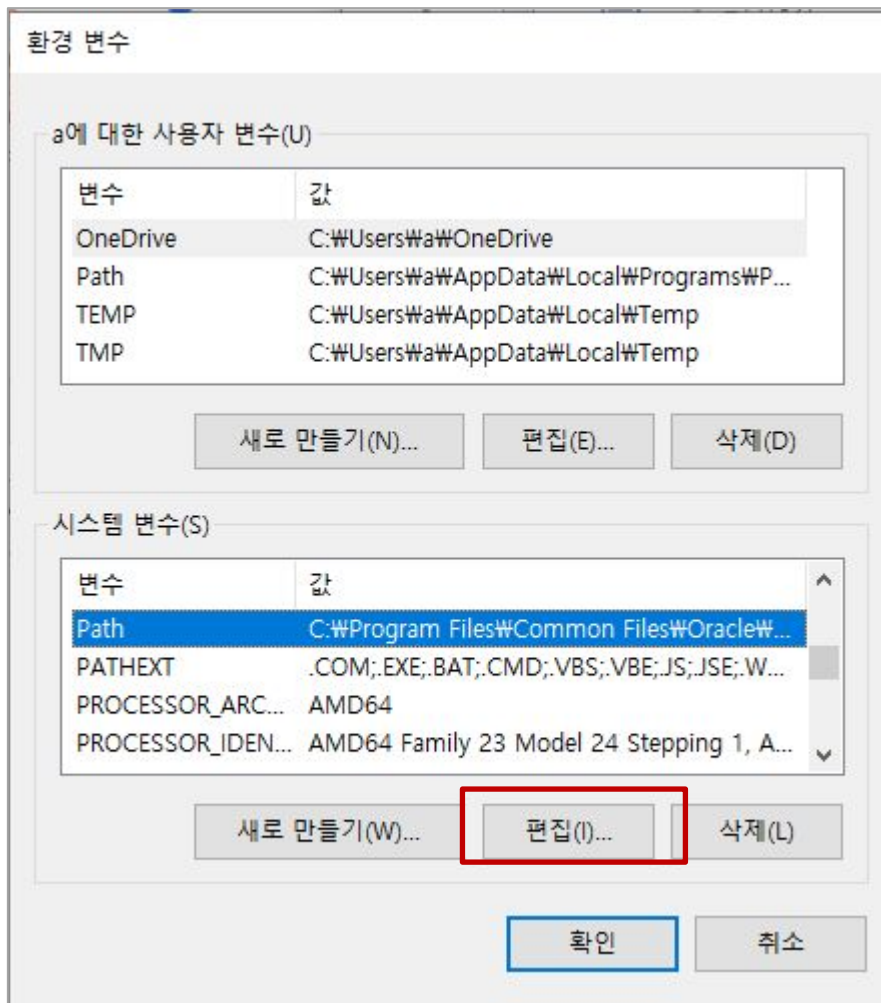 환경 변수
a에 대한 사용자 변수(U)
변수 값
OneDrive C:₩Users₩a₩OneDrive
Path C:₩Users₩a₩AppData₩Local₩Programs₩P...
TEMP C:₩Users₩a₩AppData₩Local₩Temp
TMP C:₩Users₩a₩AppData₩Local₩Temp
새로 만들기(N)... 편집(E)... 삭제(D)
시스템 변수(S)
변수 값
Path C:₩Program Files₩Common Files₩Oracle₩...
PATHEXT .COM;.EXE;.BAT;.CMD;.VBS;.VBE;.JS;.JSE;.W...
PROCESSOR_ARC... AMD64
PROCESSOR_IDEN... AMD64 Family 23 Model 24 Stepping 1, A...
새로 만들기(W)... 편집(I)... 삭제(L)
확인 취소